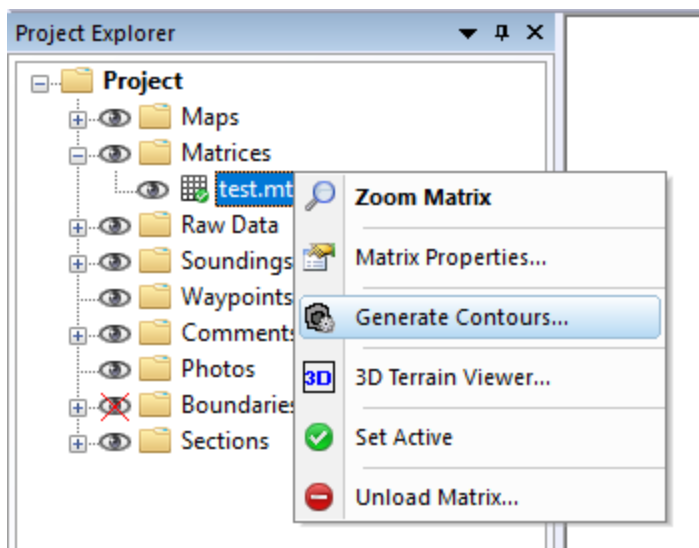 Project Explorer
Project
Maps
Matrices
test.mt
Raw Data
Soundings
Waypoints
Comments
Photos
Boundaries
Sections
Zoom Matrix
Matrix Properties...
Generate Contours...
3D 3D Terrain Viewer...
Set Active
Unload Matrix...